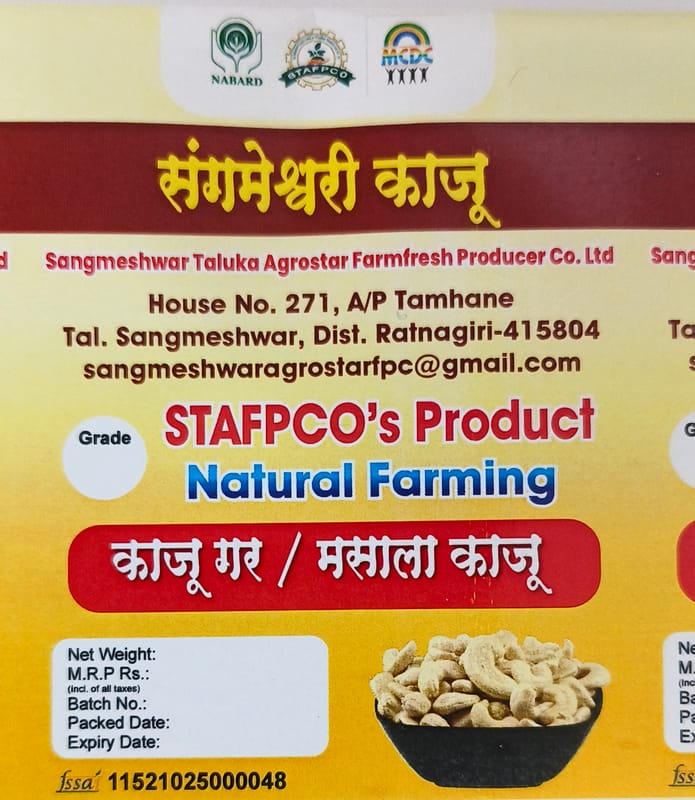 NABARD
STAFPCO
MCDC
संगमेश्वरी काजू
Sangmeshwar Taluka Agrostar Farmfresh Producer Co. Ltd
House No. 271, A/P Tamhane
Tal. Sangmeshwar, Dist. Ratnagiri-415804
sangmeshwaragrostarfpc@gmail.com
Grade
STAFPCO's Product
Natural Farming
काजू गर / मसाला काजू
Net Weight:
M.R.P Rs.:
(incl. of all taxes)
Batch No.:
Packed Date:
Expiry Date:
fssai 11521025000048